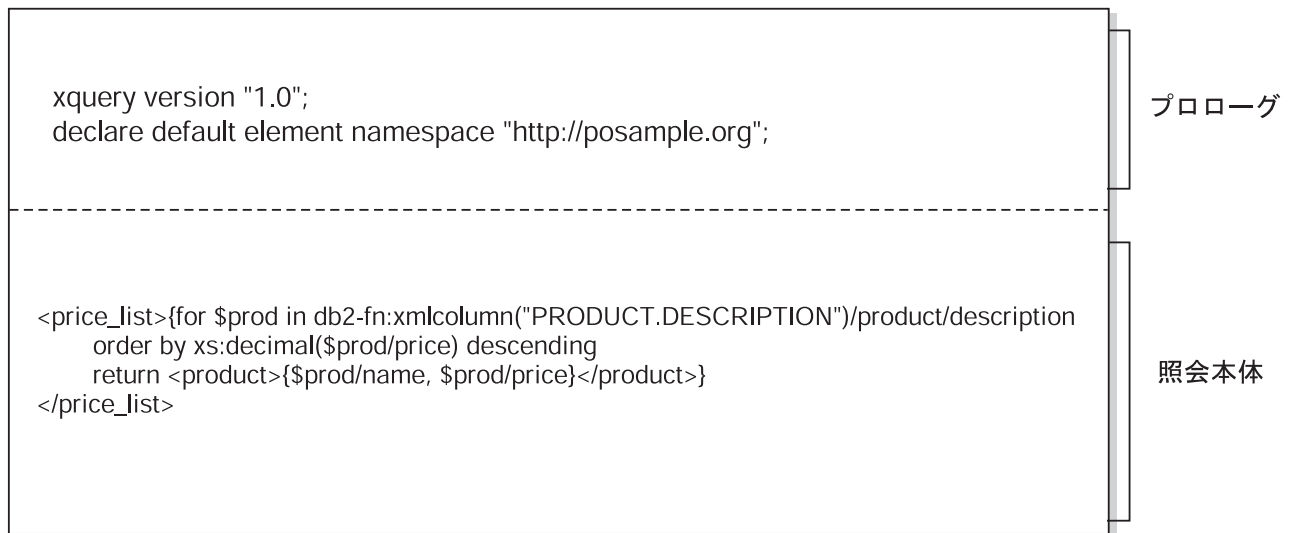 xquery version "1.0";
declare default element namespace "http://posample.org";
プロローグ
<price_list>{for $prod in db2-fn:xmlcolumn("PRODUCT.DESCRIPTION")/product/description
order by xs:decimal($prod/price) descending
return <product>{$prod/name, $prod/price}</product>}
</price_list>
照会本体